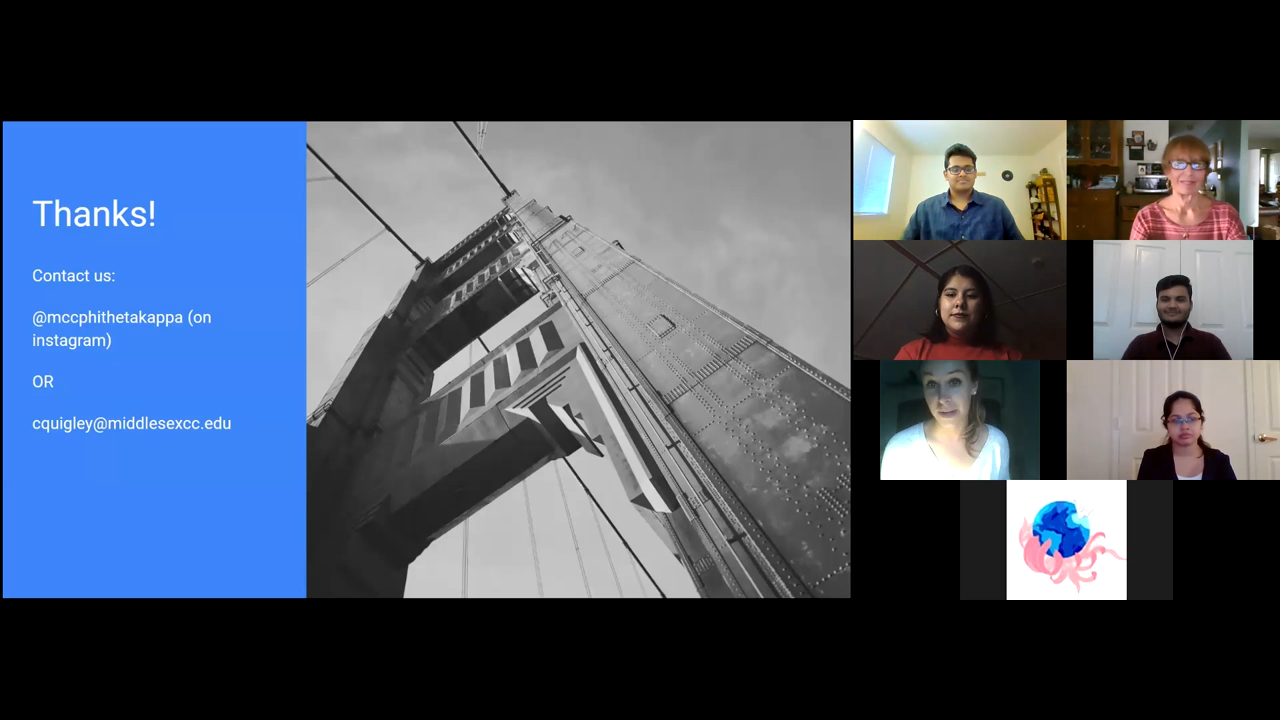 Thanks!
Contact us:
@mccphithetakappa (on
instagram)
OR
cquigley@middlesexcc.edu